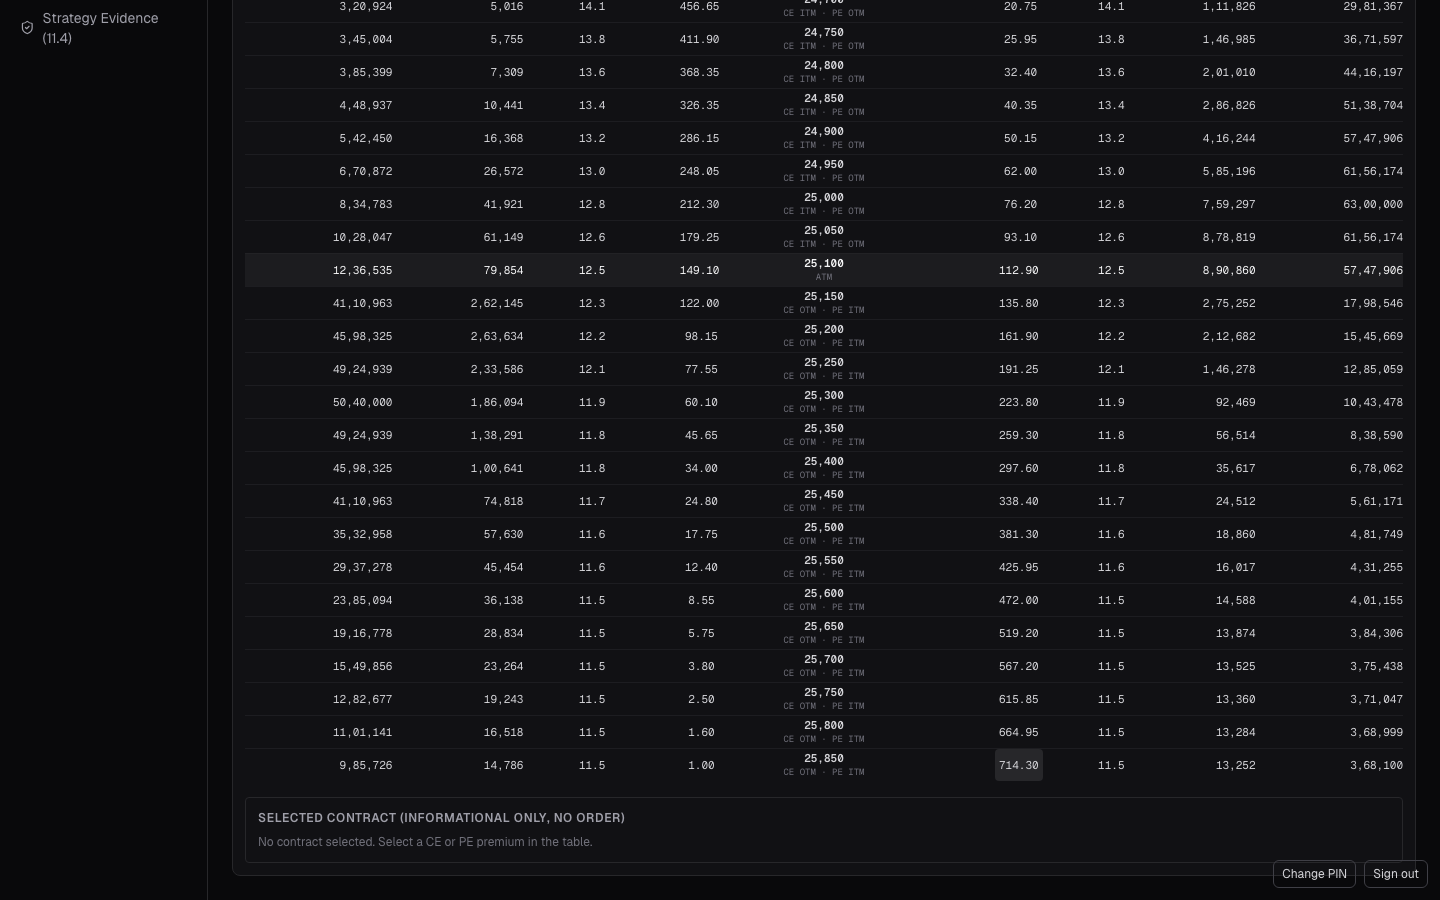 Strategy Evidence
(11.4)
3,20,924 5,016 14.1 456.65 24,700 20.75 14.1 1,11,826 29,81,367
CE ITM · PE OTM
3,45,004 5,755 13.8 411.90 24,750 25.95 13.8 1,46,985 36,71,597
CE ITM · PE OTM
3,85,399 7,309 13.6 368.35 24,800 32.40 13.6 2,01,010 44,16,197
CE ITM · PE OTM
4,48,937 10,441 13.4 326.35 24,850 40.35 13.4 2,86,826 51,38,704
CE ITM · PE OTM
5,42,450 16,368 13.2 286.15 24,900 50.15 13.2 4,16,244 57,47,906
CE ITM · PE OTM
6,70,872 26,572 13.0 248.05 24,950 62.00 13.0 5,85,196 61,56,174
CE ITM · PE OTM
8,34,783 41,921 12.8 212.30 25,000 76.20 12.8 7,59,297 63,00,000
CE ITM · PE OTM
10,28,047 61,149 12.6 179.25 25,050 93.10 12.6 8,78,819 61,56,174
CE ITM · PE OTM
12,36,535 79,854 12.5 149.10 25,100 112.90 12.5 8,90,860 57,47,906
ATM
41,10,963 2,62,145 12.3 122.00 25,150 135.80 12.3 2,75,252 17,98,546
CE OTM · PE ITM
45,98,325 2,63,634 12.2 98.15 25,200 161.90 12.2 2,12,682 15,45,669
CE OTM · PE ITM
49,24,939 2,33,586 12.1 77.55 25,250 191.25 12.1 1,46,278 12,85,059
CE OTM · PE ITM
50,40,000 1,86,094 11.9 60.10 25,300 223.80 11.9 92,469 10,43,478
CE OTM · PE ITM
49,24,939 1,38,291 11.8 45.65 25,350 259.30 11.8 56,514 8,38,590
CE OTM · PE ITM
45,98,325 1,00,641 11.8 34.00 25,400 297.60 11.8 35,617 6,78,062
CE OTM · PE ITM
41,10,963 74,818 11.7 24.80 25,450 338.40 11.7 24,512 5,61,171
CE OTM · PE ITM
35,32,958 57,630 11.6 17.75 25,500 381.30 11.6 18,860 4,81,749
CE OTM · PE ITM
29,37,278 45,454 11.6 12.40 25,550 425.95 11.6 16,017 4,31,255
CE OTM · PE ITM
23,85,094 36,138 11.5 8.55 25,600 472.00 11.5 14,588 4,01,155
CE OTM · PE ITM
19,16,778 28,834 11.5 5.75 25,650 519.20 11.5 13,874 3,84,306
CE OTM · PE ITM
15,49,856 23,264 11.5 3.80 25,700 567.20 11.5 13,525 3,75,438
CE OTM · PE ITM
12,82,677 19,243 11.5 2.50 25,750 615.85 11.5 13,360 3,71,047
CE OTM · PE ITM
11,01,141 16,518 11.5 1.60 25,800 664.95 11.5 13,284 3,68,999
CE OTM · PE ITM
9,85,726 14,786 11.5 1.00 25,850 714.30 11.5 13,252 3,68,100
CE OTM · PE ITM
SELECTED CONTRACT (INFORMATIONAL ONLY, NO ORDER)
No contract selected. Select a CE or PE premium in the table.
Change PIN Sign out